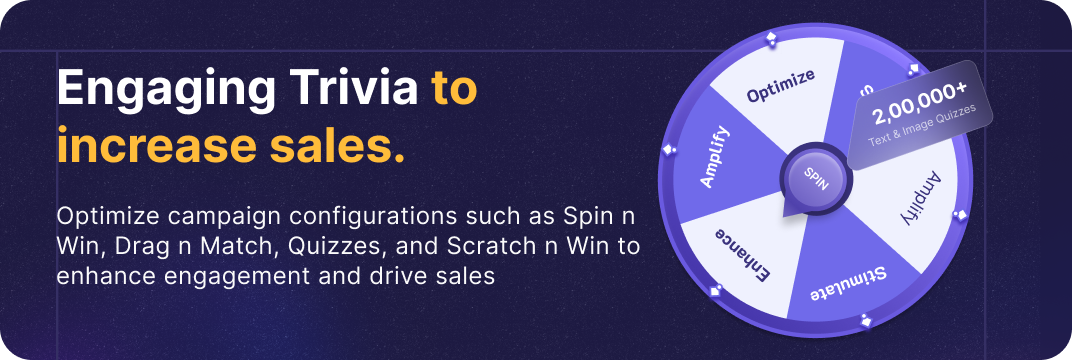 Engaging Trivia to
increase sales.
Optimize campaign configurations such as Spin n
Win, Drag n Match, Quizzes, and Scratch n Win to
enhance engagement and drive sales
Optimize
2,00,000+
Text & Image Quizzes
Amplify
SPIN
Amplify
Enhance
Stimulate